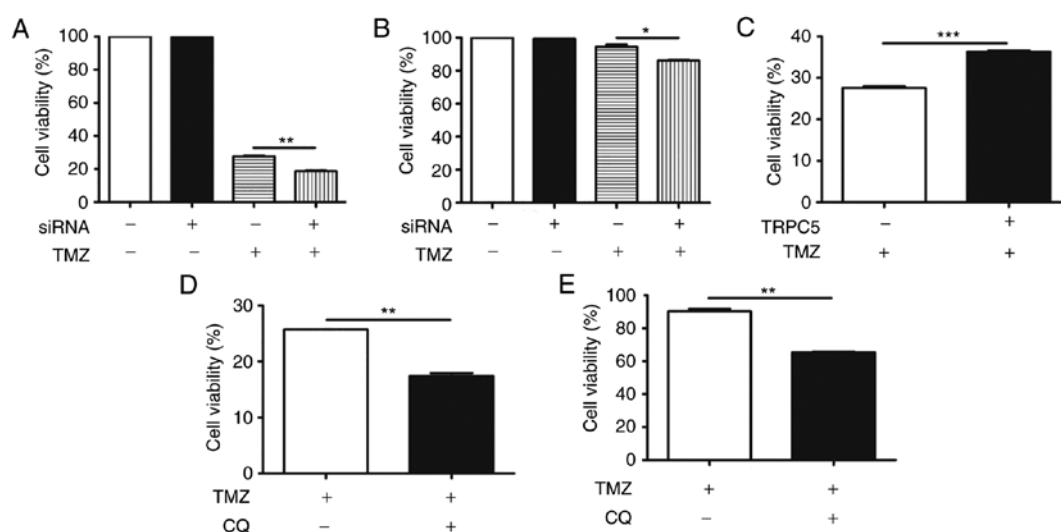 A
Cell viability (%)
100
80
60
40
20
0
**
siRNA – + – +
TMZ – – + +
B
Cell viability (%)
100
80
60
40
20
0
*
siRNA – + – +
TMZ – – + +
C
Cell viability (%)
40
30
20
10
0
***
TRPC5 – +
TMZ + +
D
Cell viability (%)
30
20
10
0
**
TMZ + +
CQ – +
E
Cell viability (%)
100
80
60
40
20
0
**
TMZ + +
CQ – +